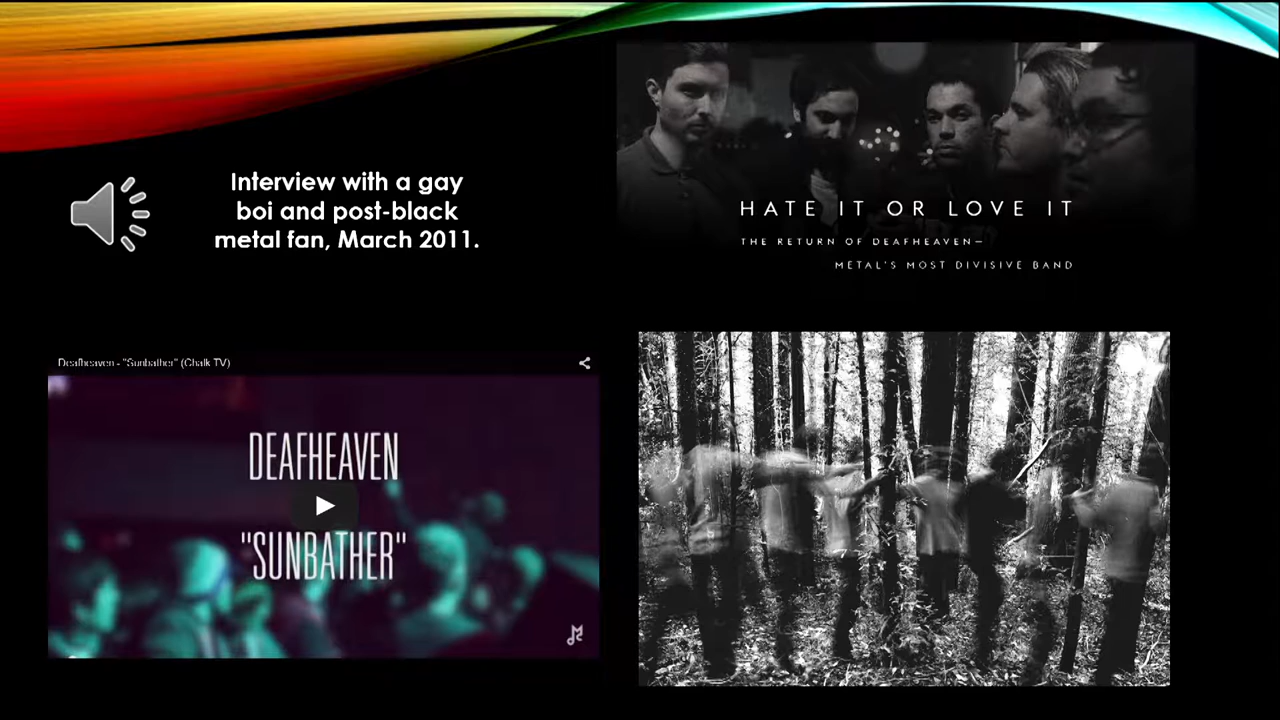 Interview with a gay
boi and post-black
metal fan, March 2011.
HATE IT OR LOVE IT
THE RETURN OF DEAFHEAVEN–
METAL'S MOST DIVISIVE BAND
Deafheaven - "Sunbather" (Chalk TV)
DEAFHEAVEN
"SUNBATHER"